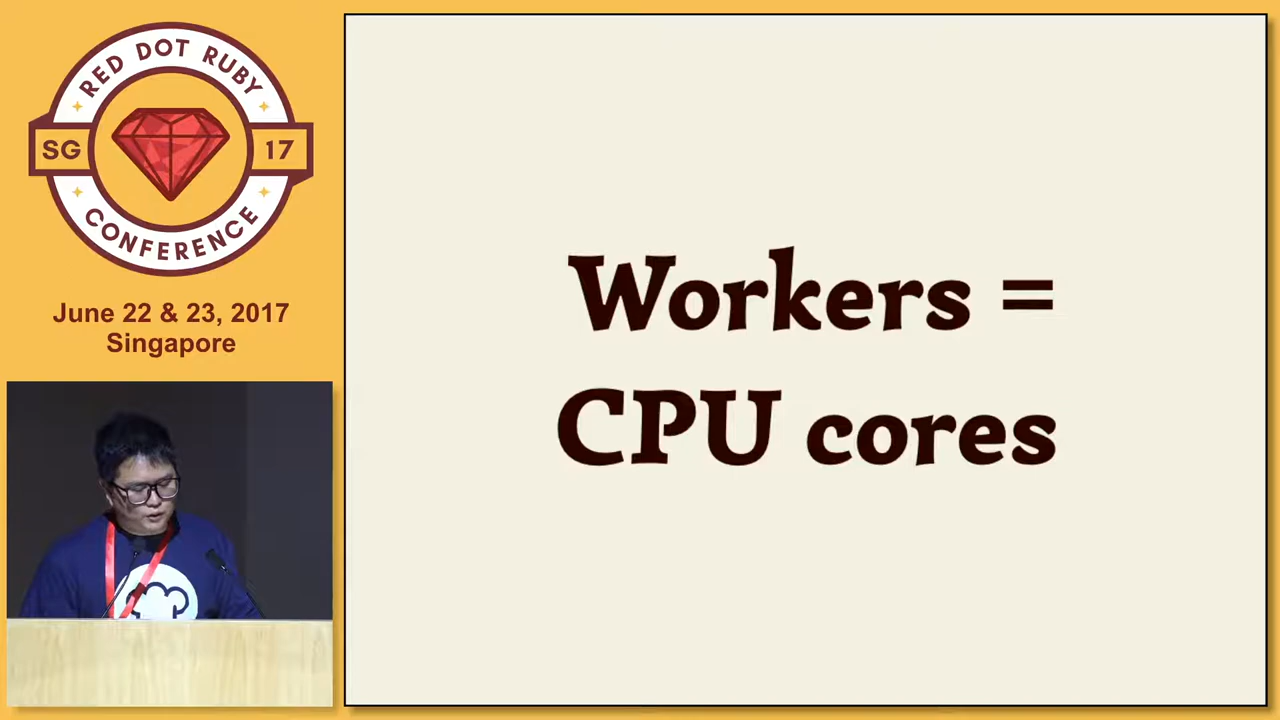 RED DOT RUBY
SG 17
CONFERENCE
June 22 & 23, 2017
Singapore
Workers =
CPU cores